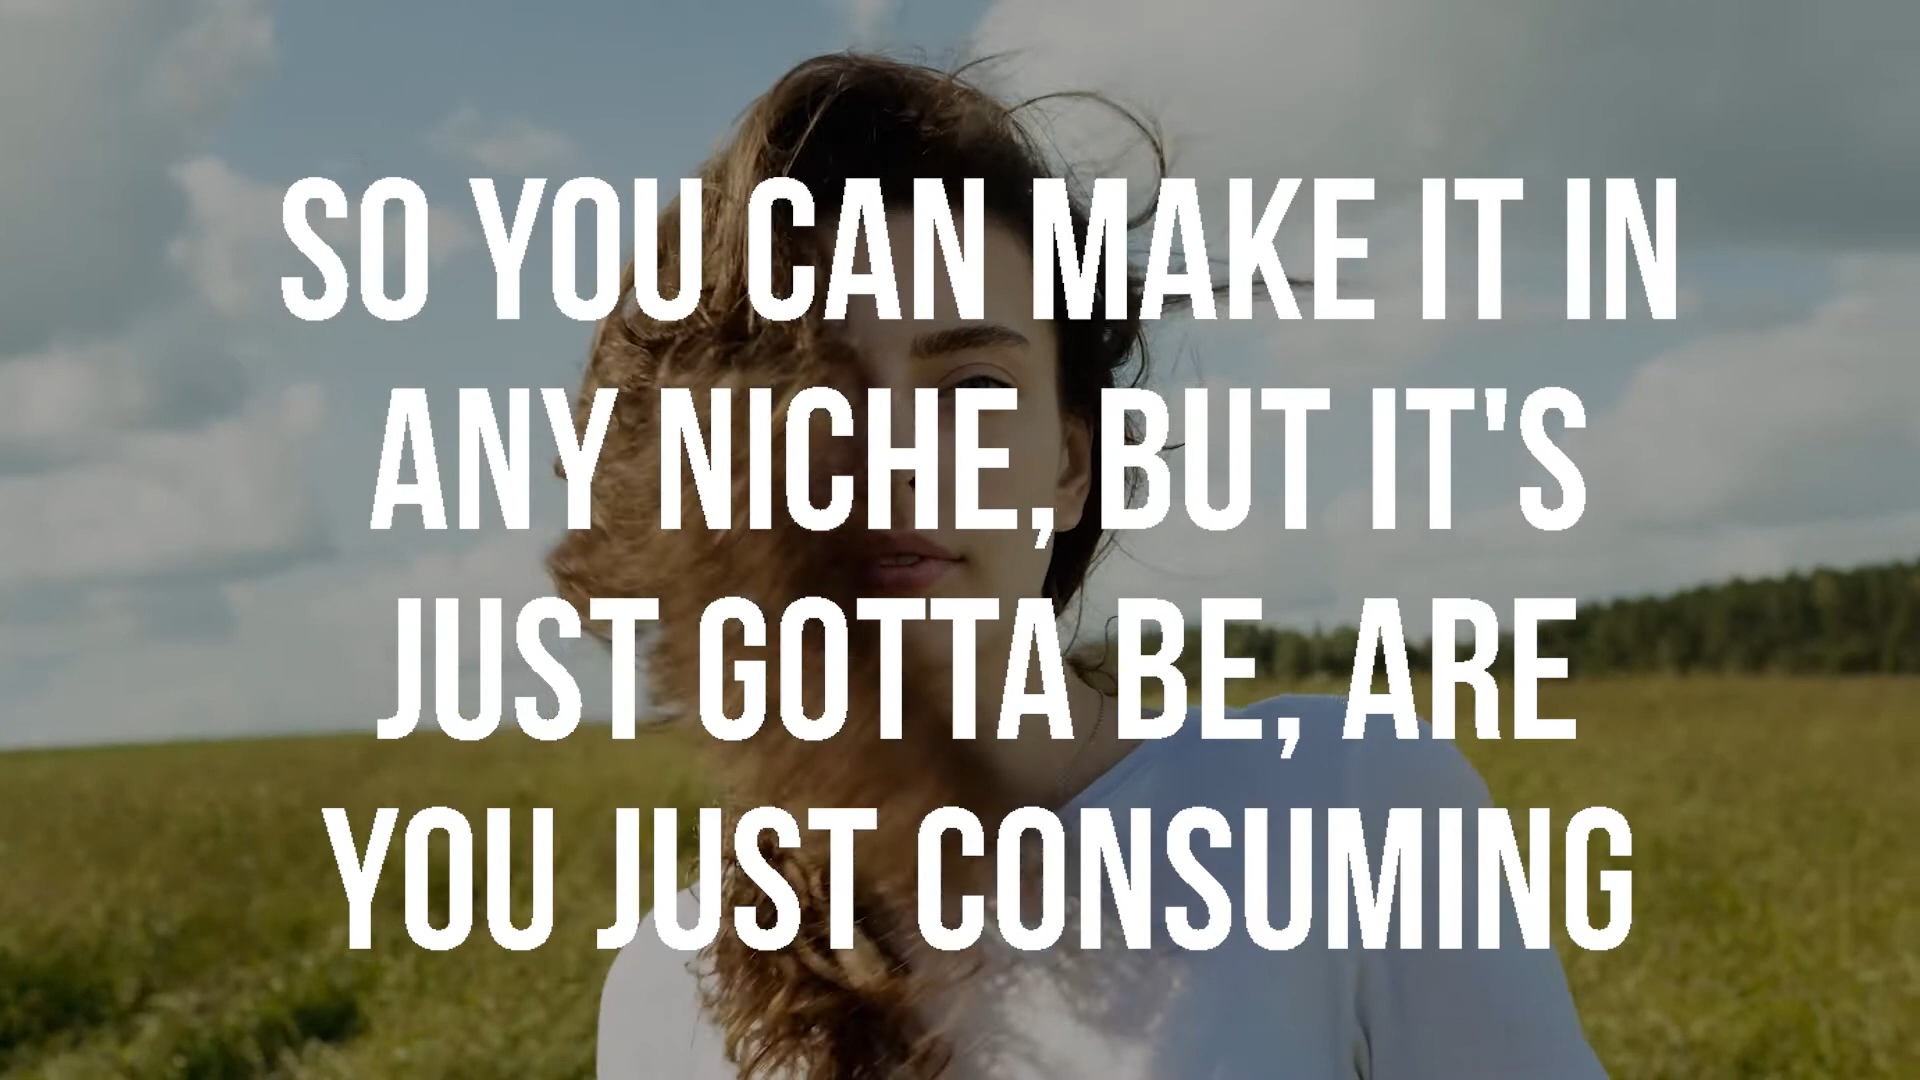 SO YOU CAN MAKE IT IN
ANY NICHE, BUT IT'S
JUST GOTTA BE, ARE
YOU JUST CONSUMING